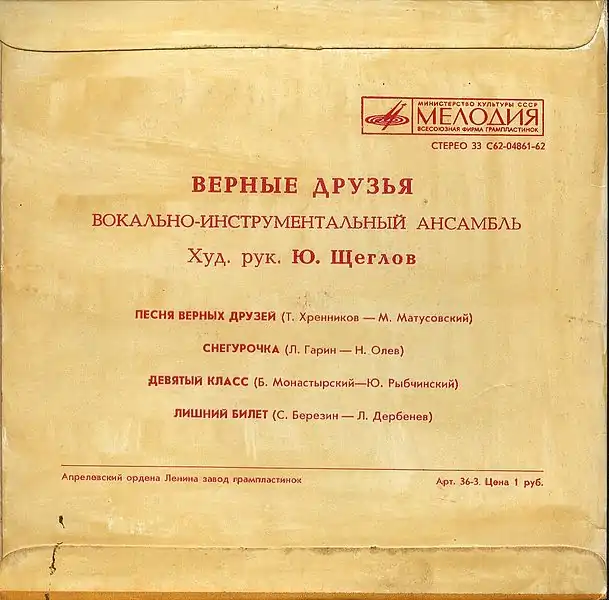 МИНИСТЕРСТВО КУЛЬТУРЫ СССР
МЕЛОДИЯ
ВСЕСОЮЗНАЯ ФИРМА ГРАМПЛАСТИНОК
СТЕРЕО 33 С62-04861-62
ВЕРНЫЕ ДРУЗЬЯ
ВОКАЛЬНО-ИНСТРУМЕНТАЛЬНЫЙ АНСАМБЛЬ
Худ. рук. Ю. Щеглов
ПЕСНЯ ВЕРНЫХ ДРУЗЕЙ (Т. Хренников — М. Матусовский)
СНЕГУРОЧКА (Л. Гарин — Н. Олев)
ДЕВЯТЫЙ КЛАСС (Б. Монастырский—Ю. Рыбчинский)
ЛИШНИЙ БИЛЕТ (С. Березин — Л. Дербенев)
Апрелевский ордена Ленина завод грампластинок
Арт. 36-3. Цена 1 руб.